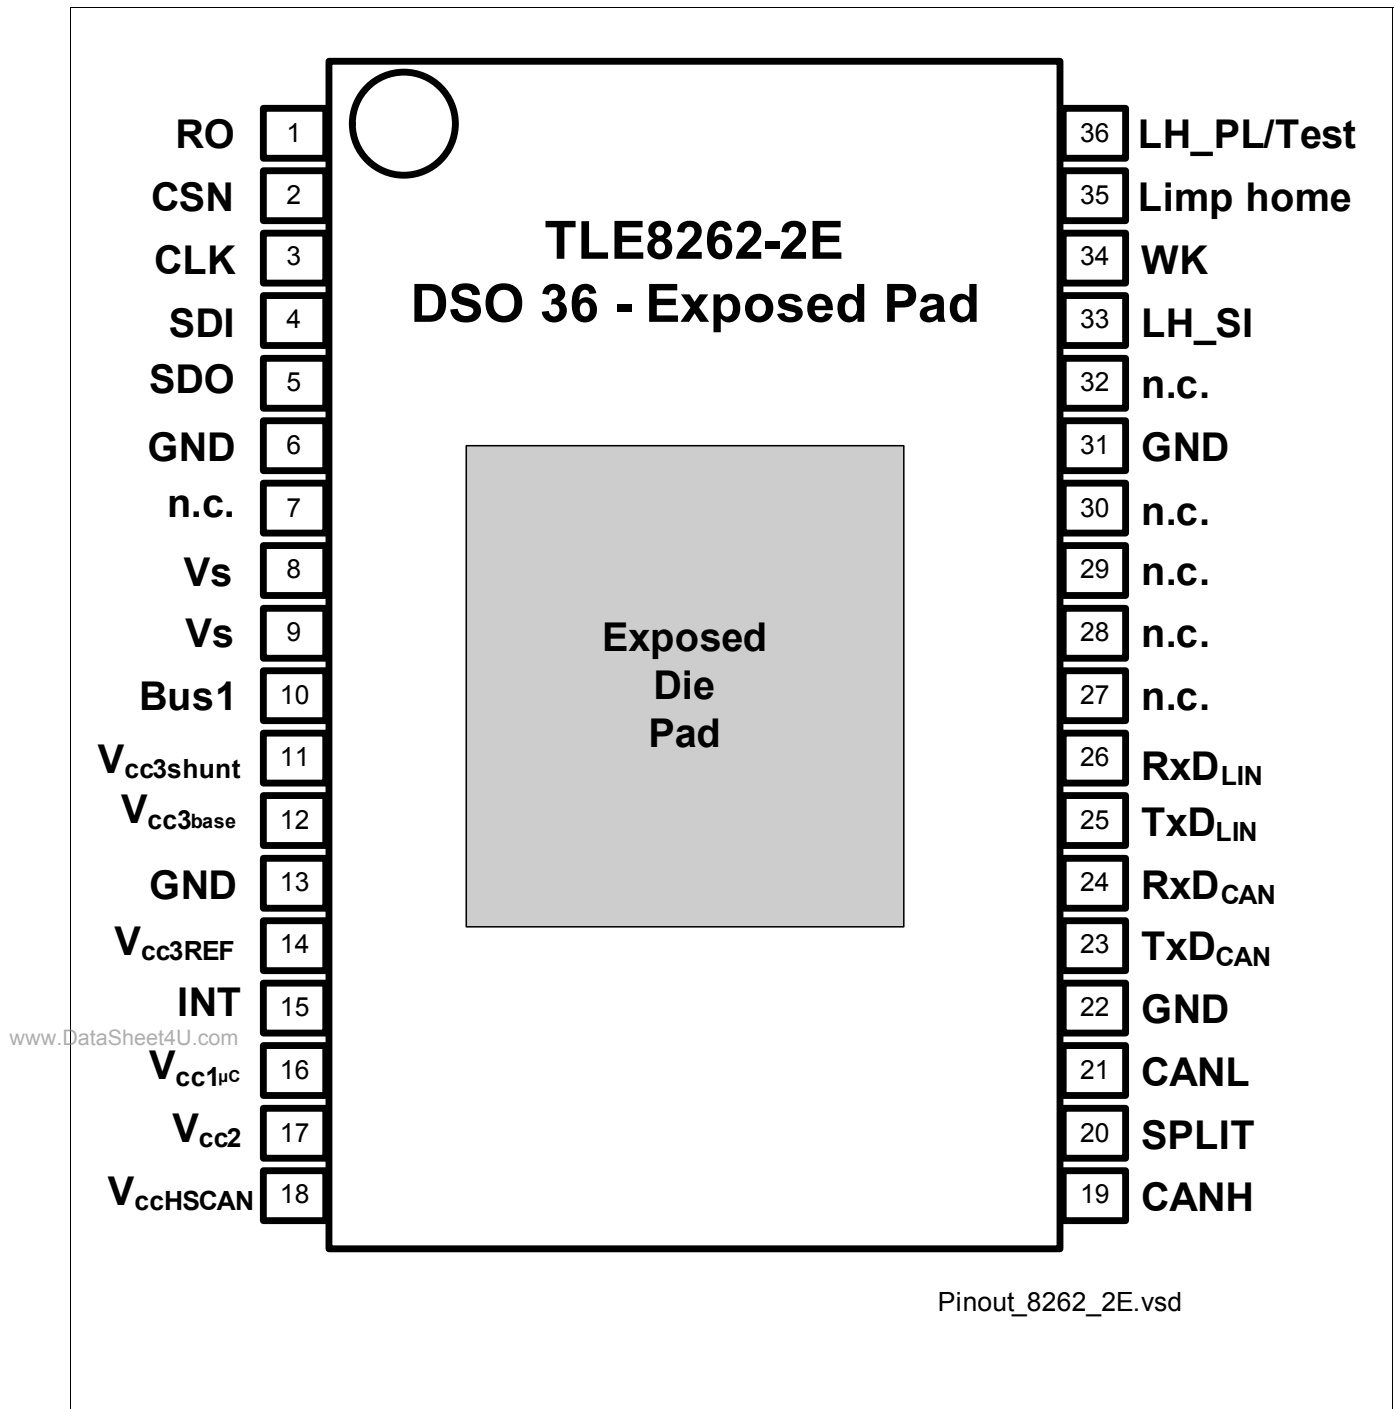 RO 1 36 LH_PL/Test
CSN 2 35 Limp home
CLK 3 34 WK
SDI 4 33 LH_SI
SDO 5 32 n.c.
GND 6 31 GND
n.c. 7 30 n.c.
Vs 8 29 n.c.
Vs 9 28 n.c.
Bus1 10 27 n.c.
Vcc3shunt 11 26 RxDLIN
Vcc3base 12 25 TxDLIN
GND 13 24 RxDCAN
Vcc3REF 14 23 TxDCAN
INT 15 22 GND
Vcc1µC 16 21 CANL
Vcc2 17 20 SPLIT
VccHSCAN 18 19 CANH
TLE8262-2E
DSO 36 - Exposed Pad
Exposed
Die
Pad
www.DataSheet4U.com
Pinout_8262_2E.vsd